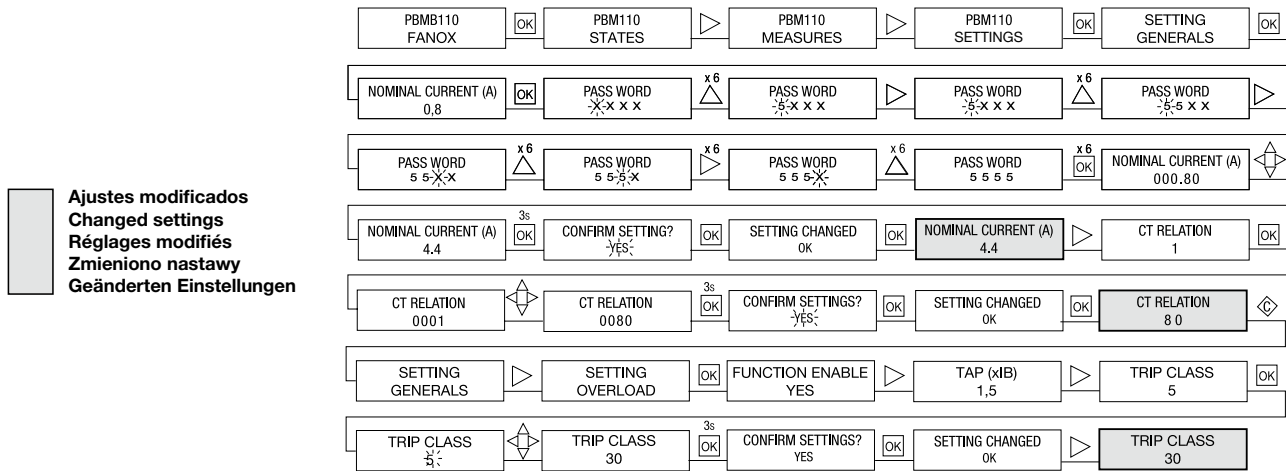 PBMB110
FANOX
OK
PBM110
STATES
PBM110
MEASURES
PBM110
SETTINGS
OK
SETTING
GENERALS
OK
NOMINAL CURRENT (A)
0,8
OK
PASS WORD
X X X X
x 6
PASS WORD
5 X X X
PASS WORD
5 X X X
x 6
PASS WORD
5 5 X X
PASS WORD
5 5 X X
x 6
PASS WORD
5 5 5 X
x 6
PASS WORD
5 5 5 X
x 6
PASS WORD
5 5 5 5
x 6
OK
NOMINAL CURRENT (A)
000.80
Ajustes modificados
Changed settings
Réglages modifiés
Zmieniono nastawy
Geänderten Einstellungen
NOMINAL CURRENT (A)
4.4
3s
OK
CONFIRM SETTING?
YES
OK
SETTING CHANGED
OK
OK
NOMINAL CURRENT (A)
4.4
CT RELATION
1
OK
CT RELATION
0001
CT RELATION
0080
3s
OK
CONFIRM SETTINGS?
YES
OK
SETTING CHANGED
OK
OK
CT RELATION
8 0
C
SETTING
GENERALS
SETTING
OVERLOAD
OK
FUNCTION ENABLE
YES
TAP (xIB)
1,5
TRIP CLASS
5
OK
TRIP CLASS
5
TRIP CLASS
30
3s
OK
CONFIRM SETTINGS?
YES
OK
SETTING CHANGED
OK
TRIP CLASS
30